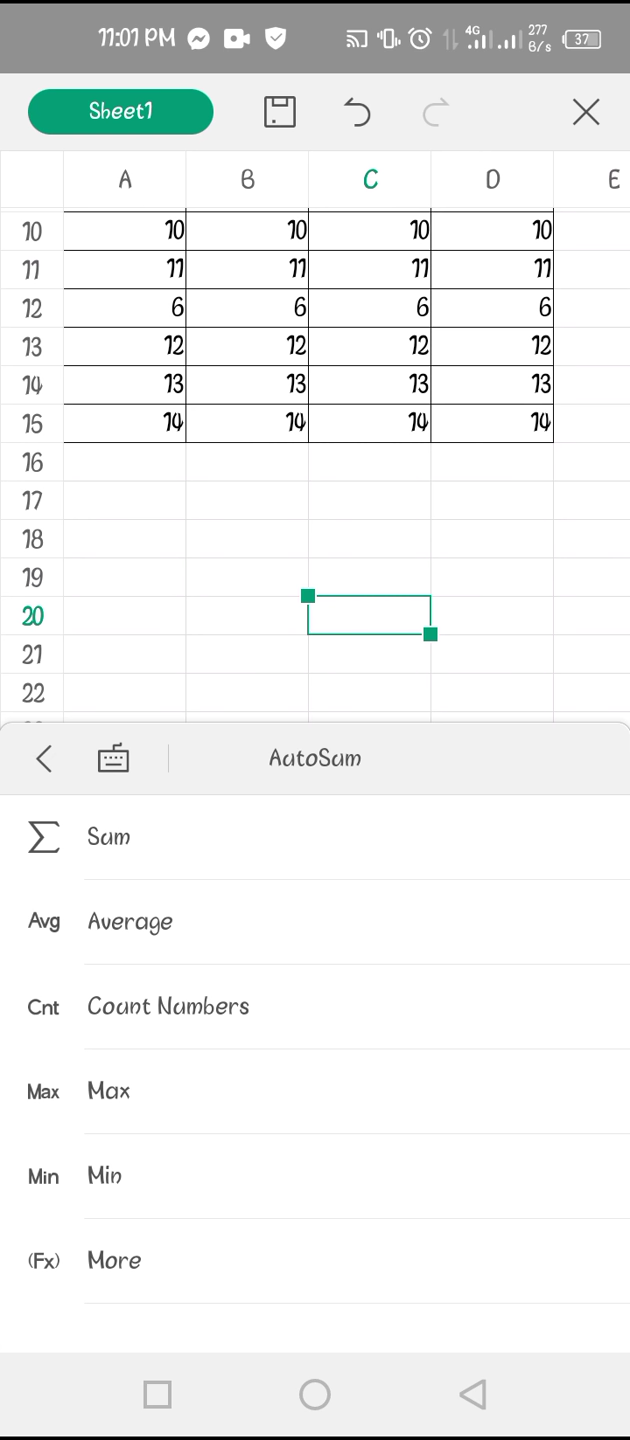 11:01 PM 4G 277 B/s 37
Sheet1
A B C D E
10 10 10 10 10
11 11 11 11 11
12 6 6 6 6
13 12 12 12 12
14 13 13 13 13
15 14 14 14 14
16
17
18
19
20
21
22
AutoSum
Sum
Avg Average
Cnt Count Numbers
Max Max
Min Min
(Fx) More